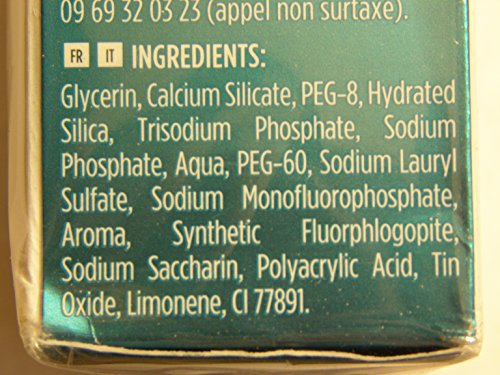 09 69 32 03 23 (appel non surtaxé).
FR IT INGREDIENTS:
Glycerin, Calcium Silicate, PEG-8, Hydrated
Silica, Trisodium Phosphate, Sodium
Phosphate, Aqua, PEG-60, Sodium Lauryl
Sulfate, Sodium Monofluorophosphate,
Aroma, Synthetic Fluorphlogopite,
Sodium Saccharin, Polyacrylic Acid, Tin
Oxide, Limonene, CI 77891.